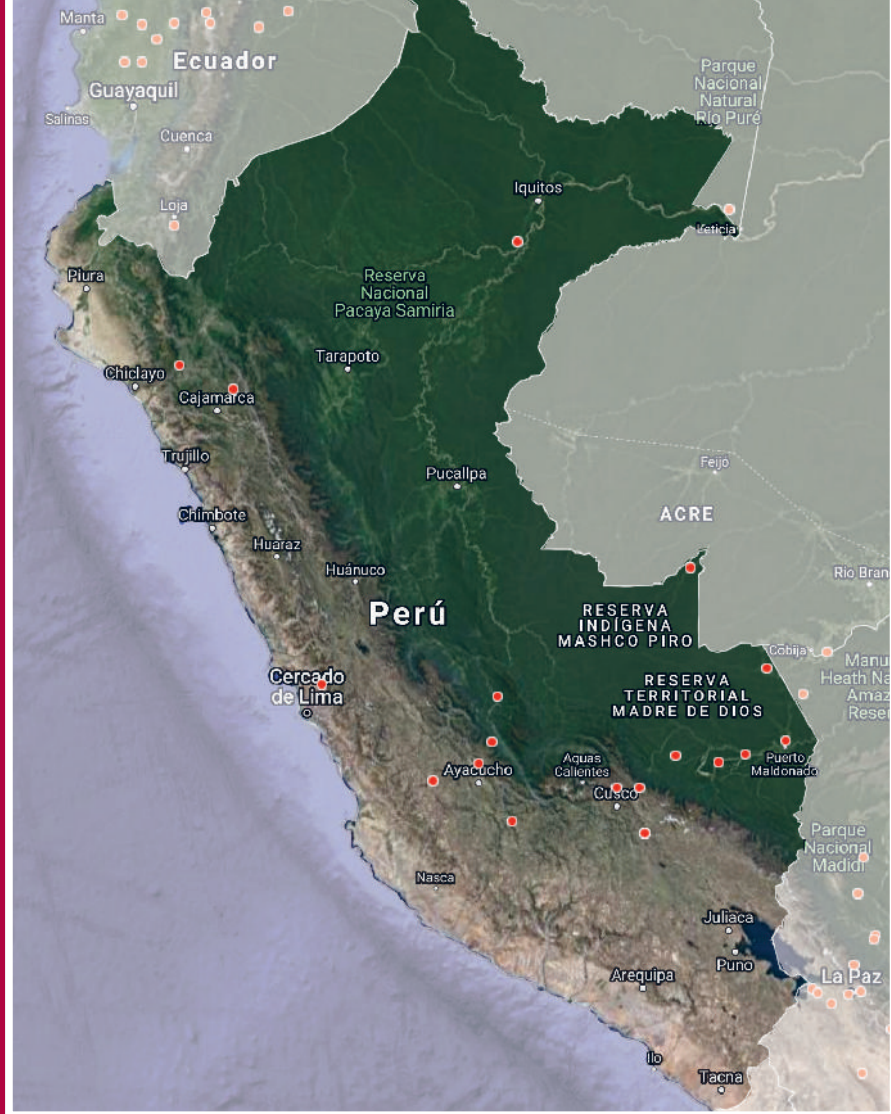 Manta
Ecuador
Guayaquil
Salinas
Cuenca
Loja
Parque
Nacional
Natural
Río Puré
Iquitos
Leticia
Piura
Reserva
Nacional
Pacaya Samiria
Tarapoto
Chiclayo
Cajamarca
Trujillo
Pucallpa
Feijó
ACRE
Chimbote
Huaraz
Huánuco
Rio Bran
Perú
RESERVA
INDÍGENA
MASHCO PIRO
Cobija
Manu
Heath Na
Amaz
Rese
Cercado
de Lima
RESERVA
TERRITORIAL
MADRE DE DIOS
Ayacucho
Aguas
Calientes
Cusco
Puerto
Maldonado
Parque
Nacional
Madidi
Nasca
Juliaca
Puno
Arequipa
La Paz
Ilo
Tacna